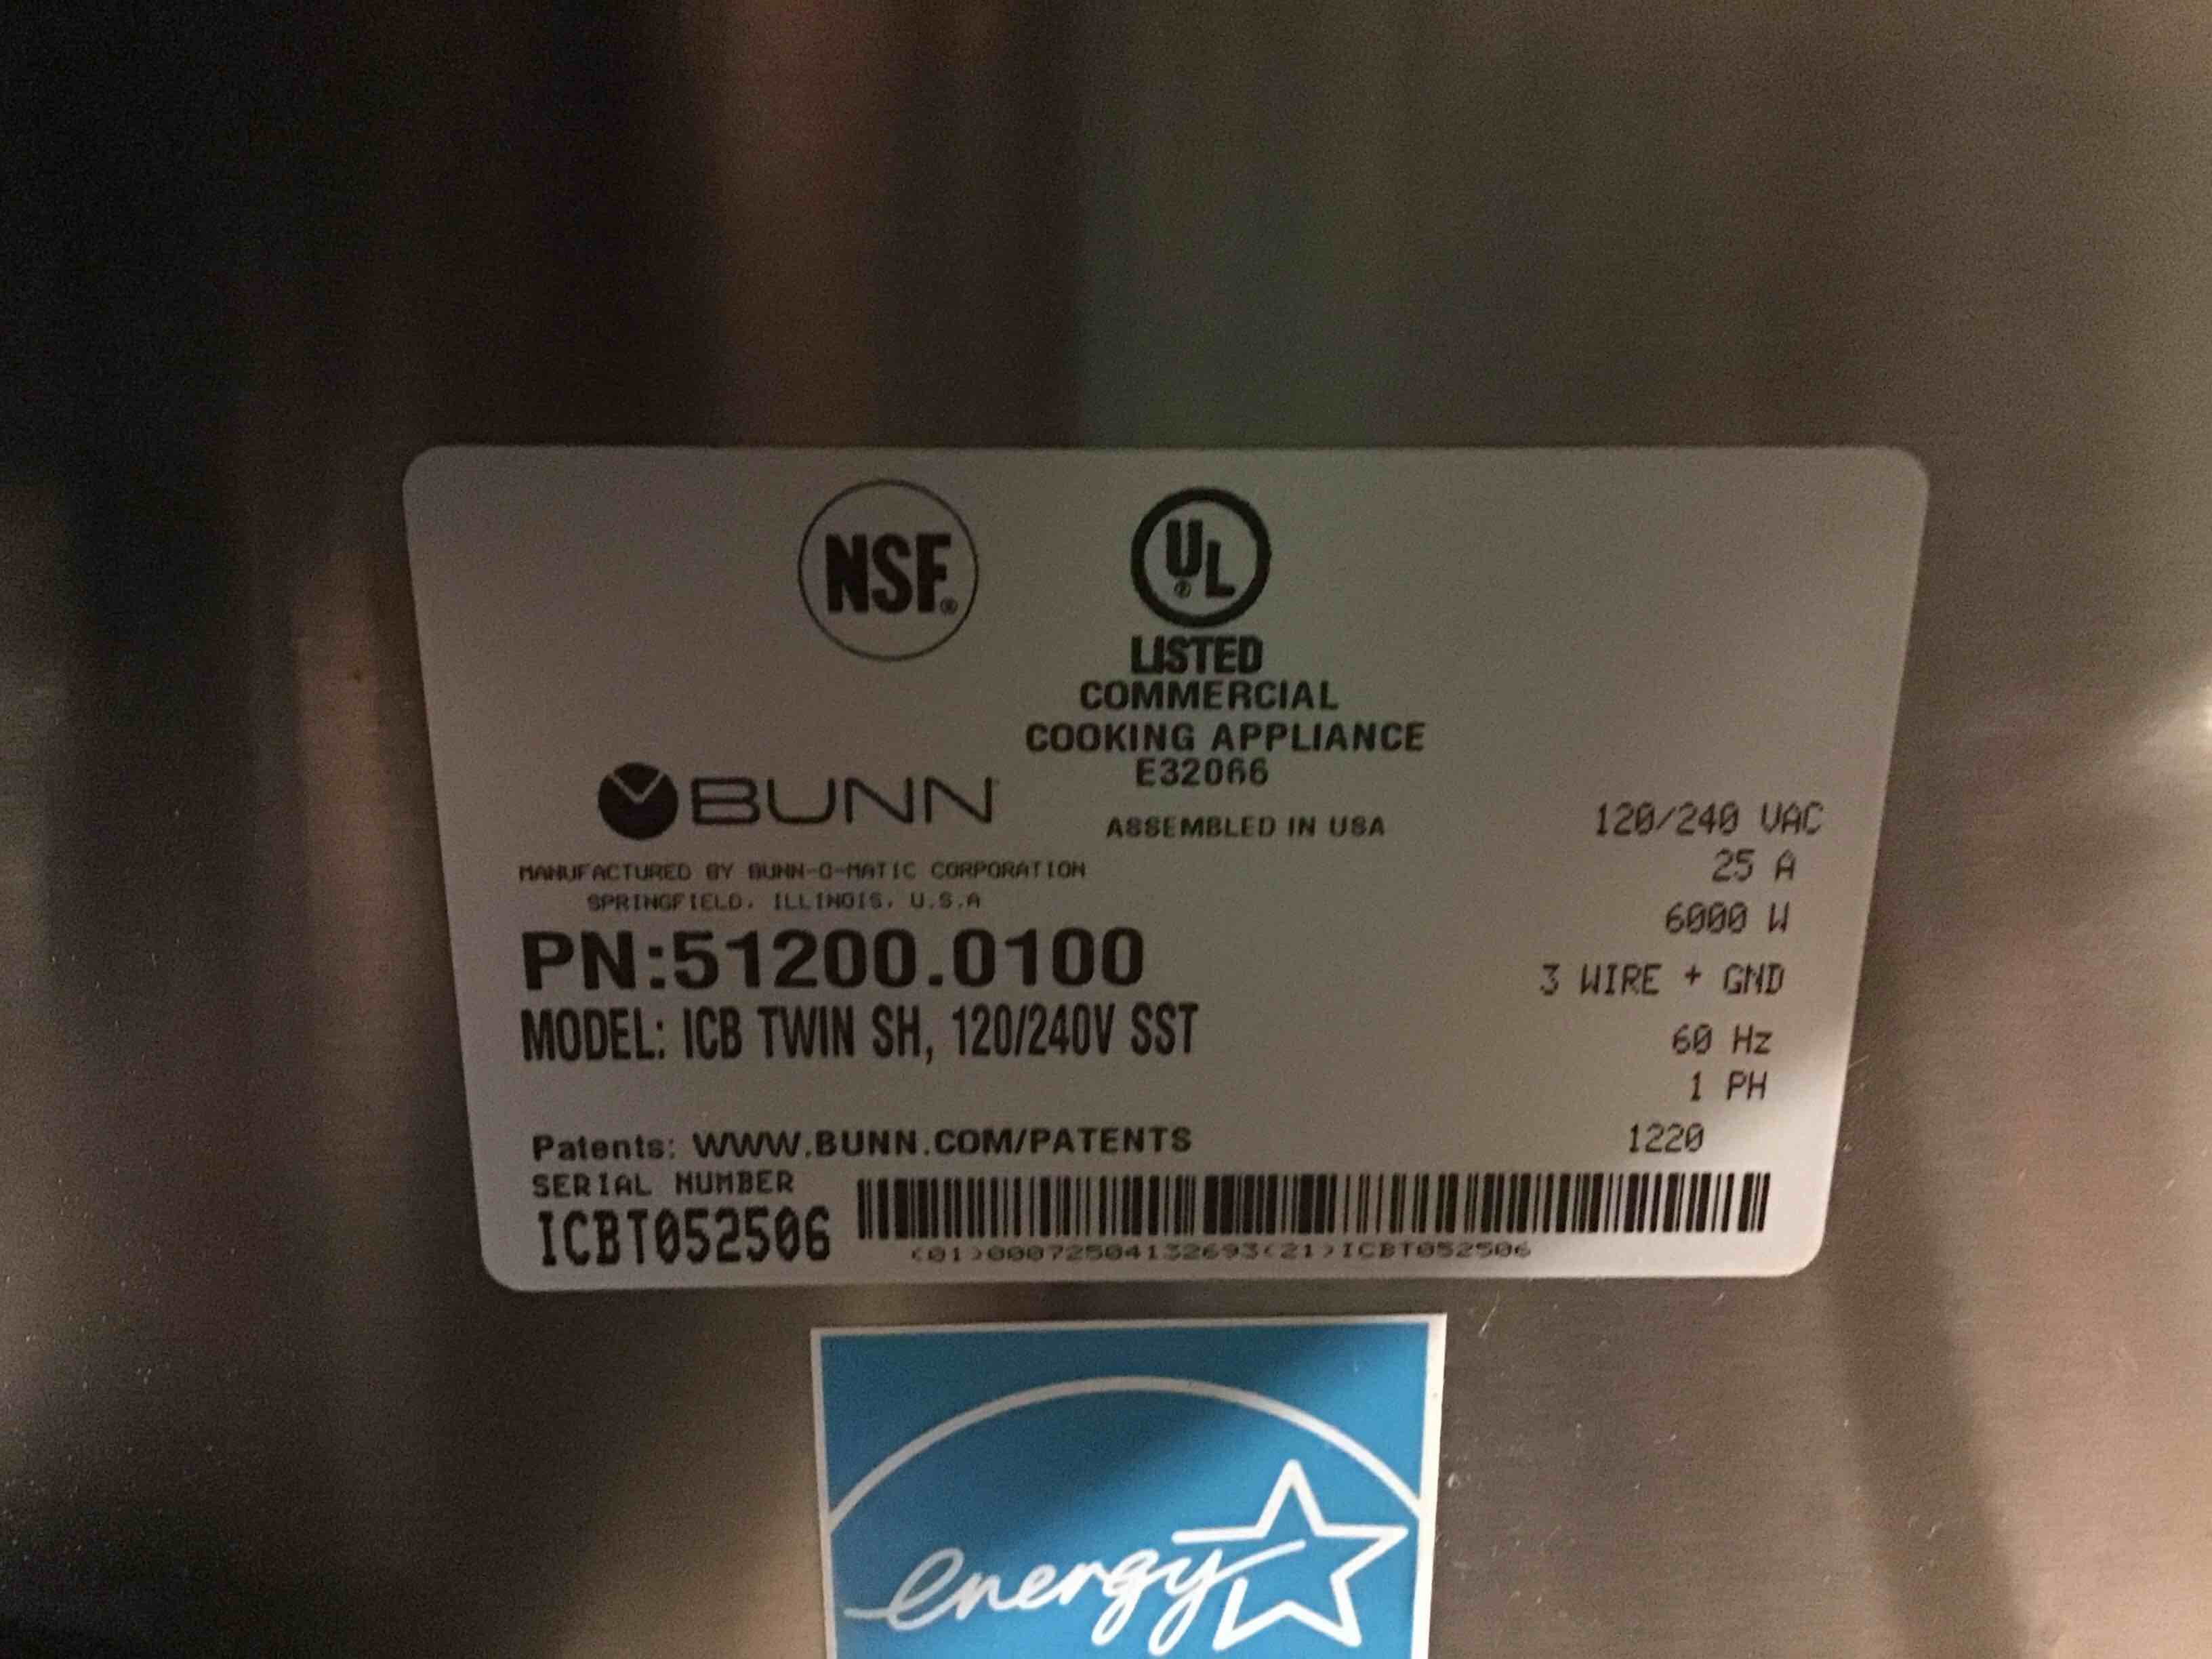 NSF®
UL®
LISTED
COMMERCIAL
COOKING APPLIANCE
E32066
BUNN
ASSEMBLED IN USA
MANUFACTURED BY BUNN-O-MATIC CORPORATION
SPRINGFIELD, ILLINOIS, U.S.A
PN:51200.0100
MODEL: ICB TWIN SH, 120/240V SST
120/240 VAC
25 A
6000 W
3 WIRE + GND
60 Hz
1 PH
1220
Patents: WWW.BUNN.COM/PATENTS
SERIAL NUMBER
ICBT052506
(01)00072504132693(21)ICBT052506
energy